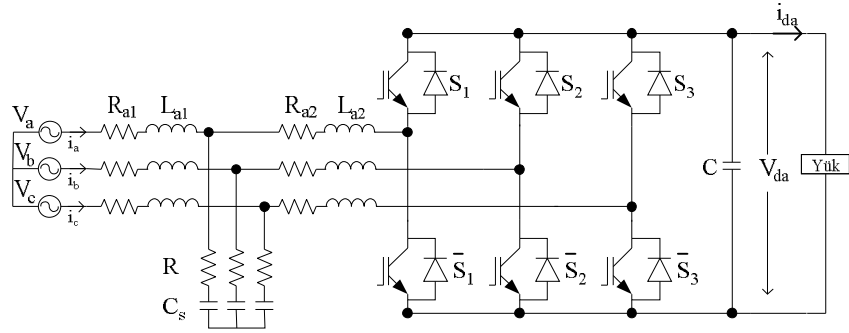 i_da
S_1
S_2
S_3
R_a1
L_a1
R_a2
L_a2
V_a
i_a
V_b
i_b
V_c
i_c
C
V_da
Yük
R
C_s
S̄_1
S̄_2
S̄_3